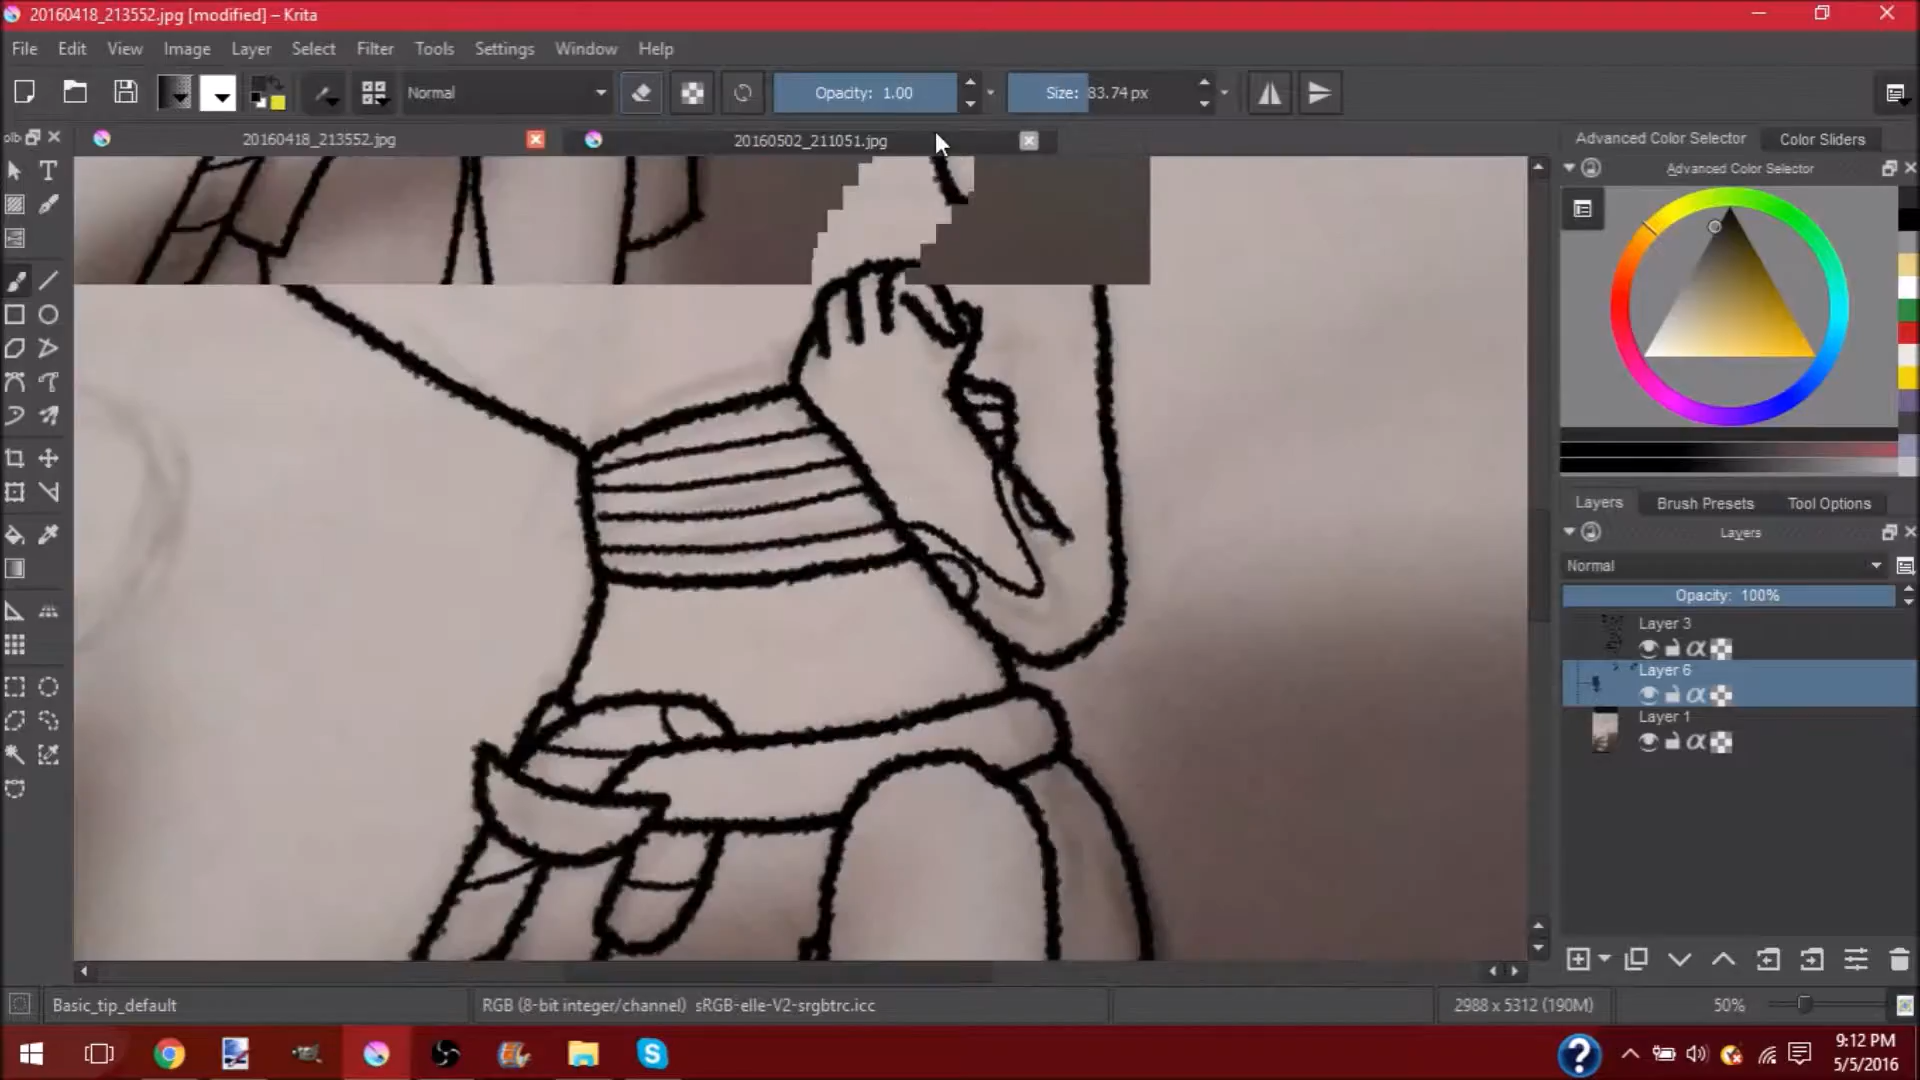 20160418_213552.jpg [modified] – Krita
File Edit View Image Layer Select Filter Tools Settings Window Help
Normal Opacity: 1.00 Size: 83.74 px
20160418_213552.jpg 20160502_211051.jpg
Advanced Color Selector Color Sliders
Advanced Color Selector
Layers Brush Presets Tool Options
Layers
Normal
Opacity: 100%
Layer 3
Layer 6
Layer 1
Basic_tip_default RGB (8-bit integer/channel) sRGB-elle-V2-srgbtrc.icc 2988 x 5312 (190M) 50%
9:12 PM
5/5/2016